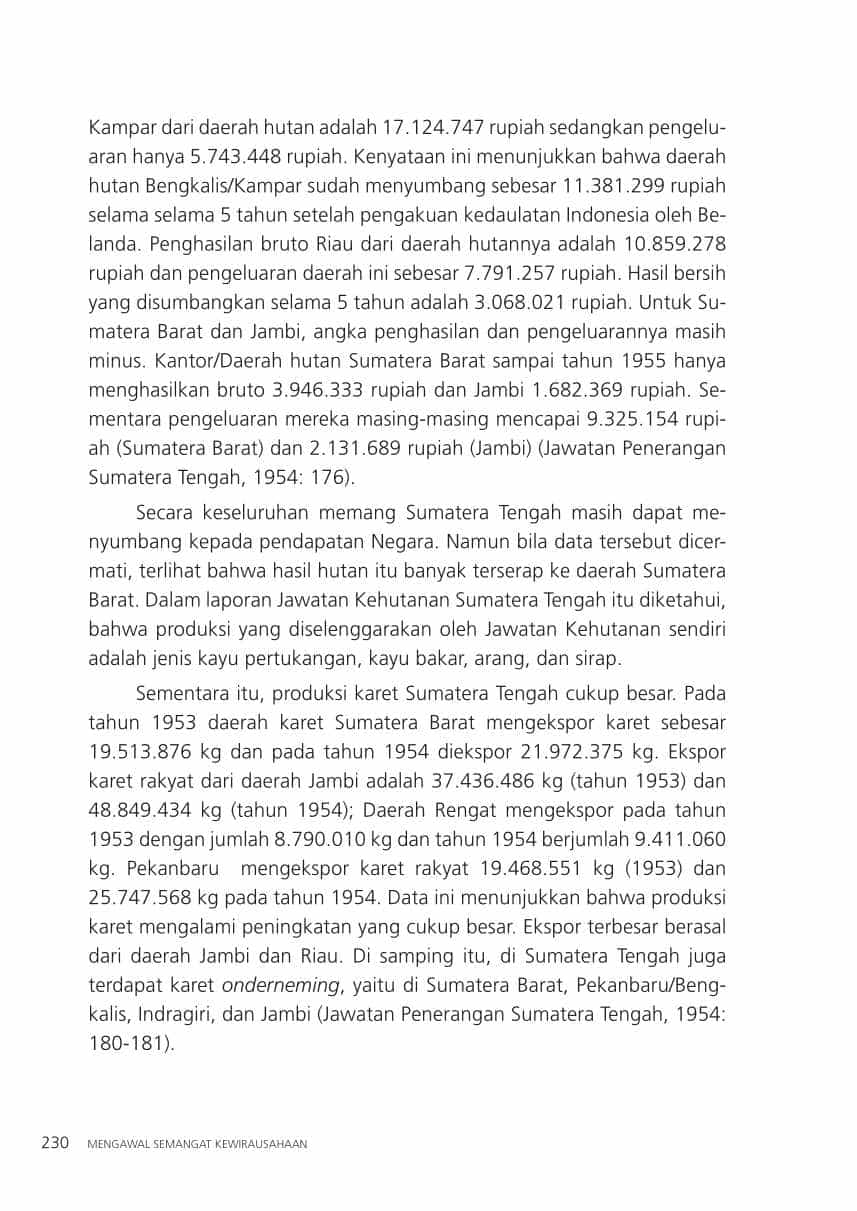 Kampar dari daerah hutan adalah 17.124.747 rupiah sedangkan pengelu-
aran hanya 5.743.448 rupiah. Kenyataan ini menunjukkan bahwa daerah
hutan Bengkalis/Kampar sudah menyumbang sebesar 11.381.299 rupiah
selama selama 5 tahun setelah pengakuan kedaulatan Indonesia oleh Be-
landa. Penghasilan bruto Riau dari daerah hutannya adalah 10.859.278
rupiah dan pengeluaran daerah ini sebesar 7.791.257 rupiah. Hasil bersih
yang disumbangkan selama 5 tahun adalah 3.068.021 rupiah. Untuk Su-
matera Barat dan Jambi, angka penghasilan dan pengeluarannya masih
minus. Kantor/Daerah hutan Sumatera Barat sampai tahun 1955 hanya
menghasilkan bruto 3.946.333 rupiah dan Jambi 1.682.369 rupiah. Se-
mentara pengeluaran mereka masing-masing mencapai 9.325.154 rupi-
ah (Sumatera Barat) dan 2.131.689 rupiah (Jambi) (Jawatan Penerangan
Sumatera Tengah, 1954: 176).
Secara keseluruhan memang Sumatera Tengah masih dapat me-
nyumbang kepada pendapatan Negara. Namun bila data tersebut dicer-
mati, terlihat bahwa hasil hutan itu banyak terserap ke daerah Sumatera
Barat. Dalam laporan Jawatan Kehutanan Sumatera Tengah itu diketahui,
bahwa produksi yang diselenggarakan oleh Jawatan Kehutanan sendiri
adalah jenis kayu pertukangan, kayu bakar, arang, dan sirap.
Sementara itu, produksi karet Sumatera Tengah cukup besar. Pada
tahun 1953 daerah karet Sumatera Barat mengekspor karet sebesar
19.513.876 kg dan pada tahun 1954 diekspor 21.972.375 kg. Ekspor
karet rakyat dari daerah Jambi adalah 37.436.486 kg (tahun 1953) dan
48.849.434 kg (tahun 1954); Daerah Rengat mengekspor pada tahun
1953 dengan jumlah 8.790.010 kg dan tahun 1954 berjumlah 9.411.060
kg. Pekanbaru mengekspor karet rakyat 19.468.551 kg (1953) dan
25.747.568 kg pada tahun 1954. Data ini menunjukkan bahwa produksi
karet mengalami peningkatan yang cukup besar. Ekspor terbesar berasal
dari daerah Jambi dan Riau. Di samping itu, di Sumatera Tengah juga
terdapat karet onderneming, yaitu di Sumatera Barat, Pekanbaru/Beng-
kalis, Indragiri, dan Jambi (Jawatan Penerangan Sumatera Tengah, 1954:
180-181).
230 MENGAWAL SEMANGAT KEWIRAUSAHAAN